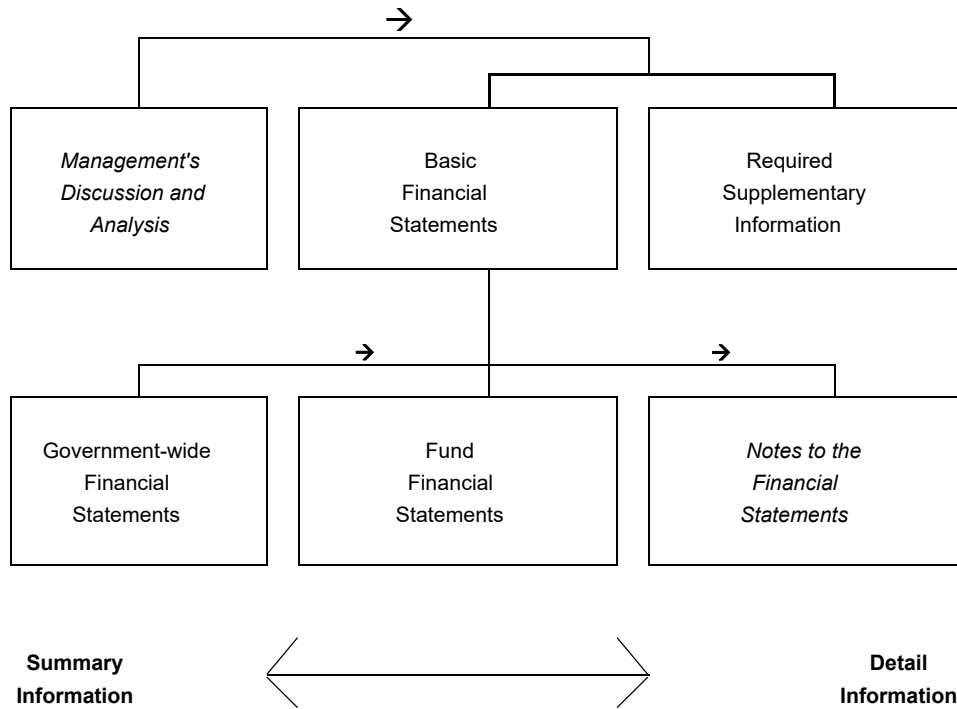 Management's
Discussion and
Analysis
Basic
Financial
Statements
Required
Supplementary
Information
Government-wide
Financial
Statements
Fund
Financial
Statements
Notes to the
Financial
Statements
Summary
Information
Detail
Information